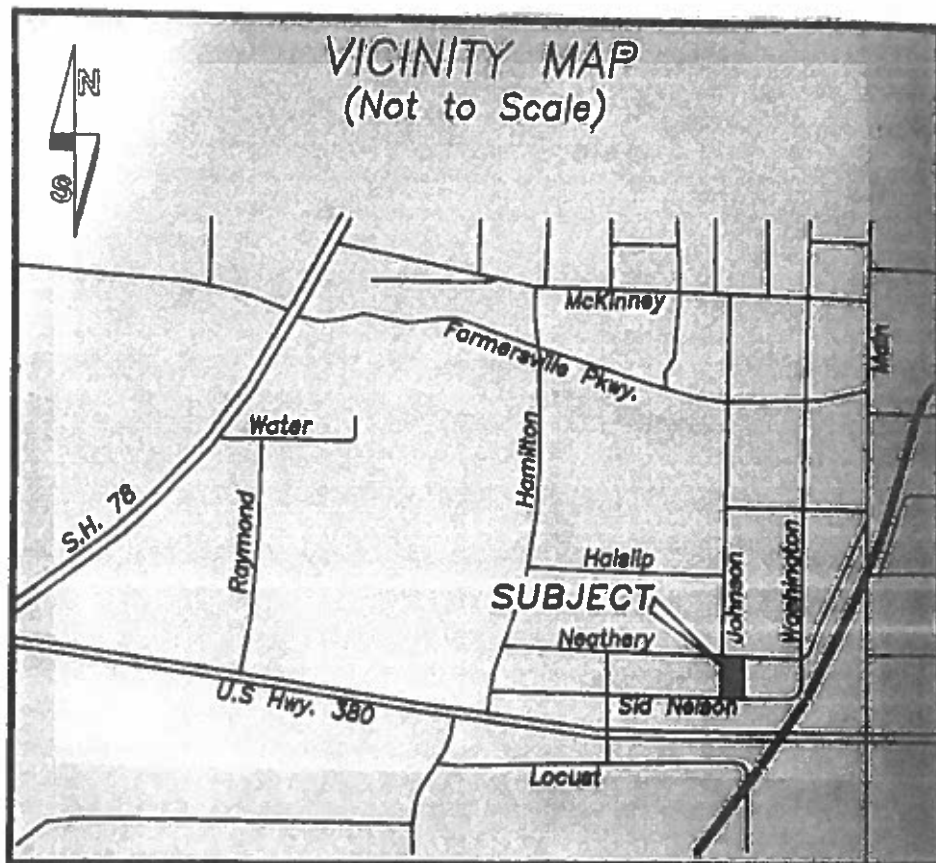 VICINITY MAP
(Not to Scale)
N
S
McKinney
Farmersville Pkwy.
Main
Water
Hamilton
S.H. 78
Raymond
Halslip
Johnson
Washington
SUBJECT
Neathery
Sid Nelson
U.S Hwy. 380
Locust